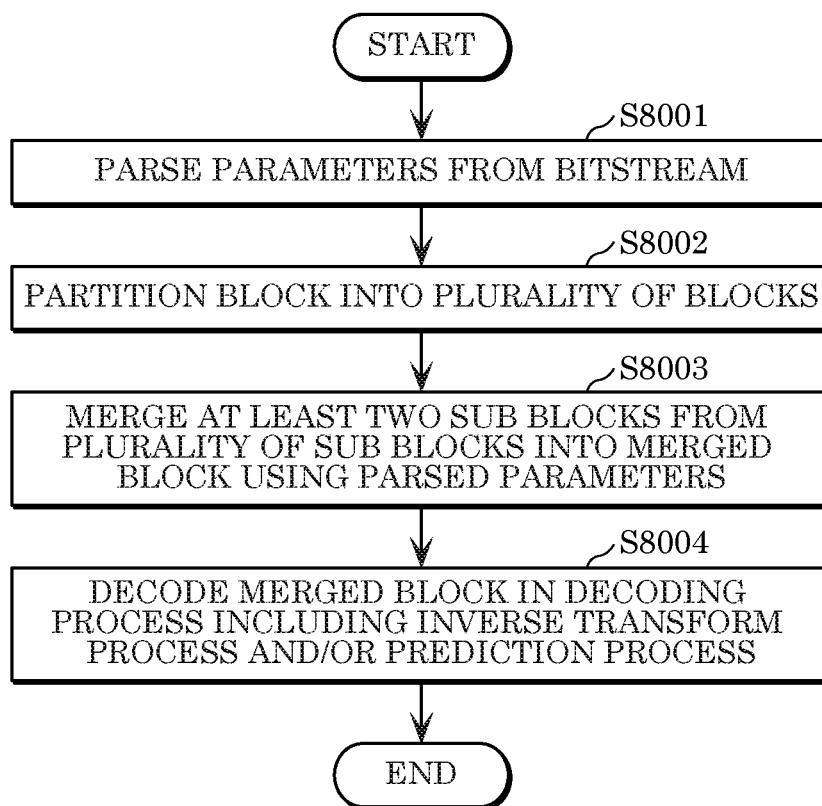 START
S8001
PARSE PARAMETERS FROM BITSTREAM
S8002
PARTITION BLOCK INTO PLURALITY OF BLOCKS
S8003
MERGE AT LEAST TWO SUB BLOCKS FROM
PLURALITY OF SUB BLOCKS INTO MERGED
BLOCK USING PARSED PARAMETERS
S8004
DECODE MERGED BLOCK IN DECODING
PROCESS INCLUDING INVERSE TRANSFORM
PROCESS AND/OR PREDICTION PROCESS
END